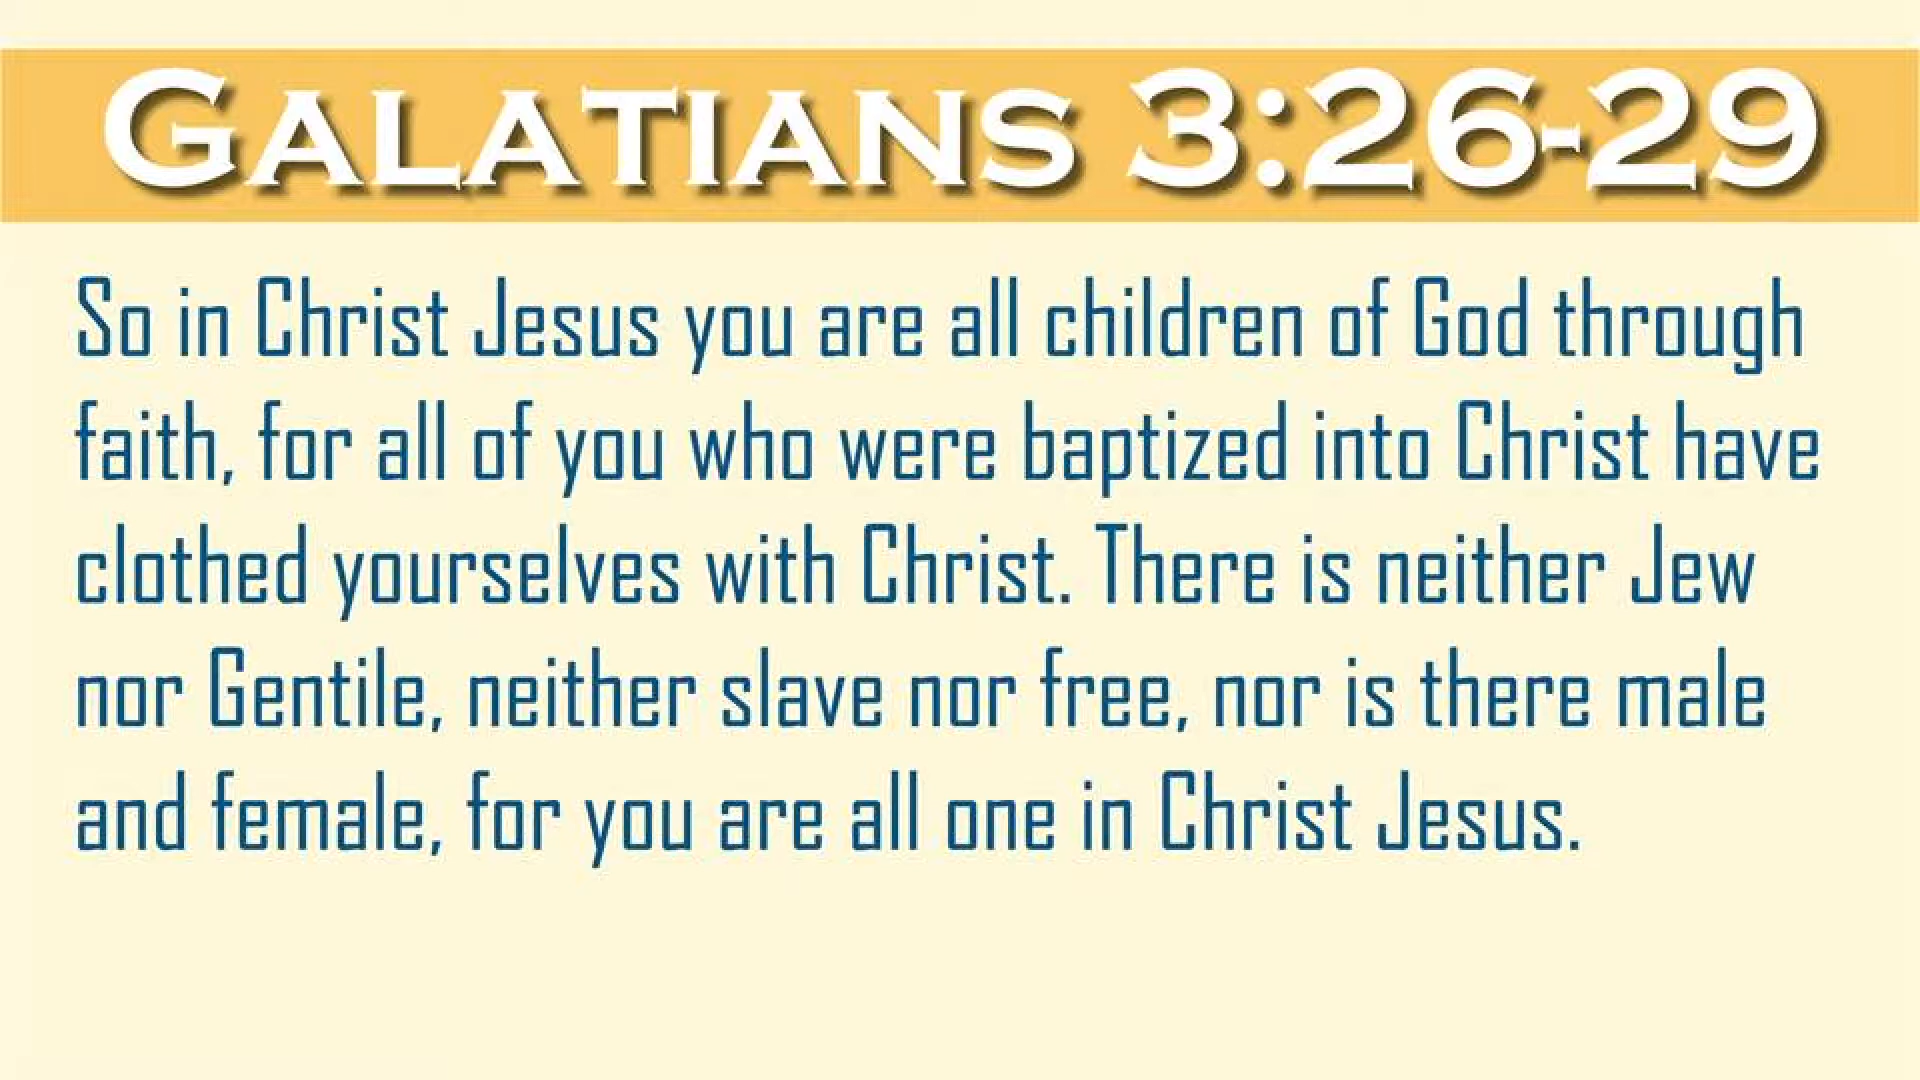 GALATIANS 3:26-29
So in Christ Jesus you are all children of God through
faith, for all of you who were baptized into Christ have
clothed yourselves with Christ. There is neither Jew
nor Gentile, neither slave nor free, nor is there male
and female, for you are all one in Christ Jesus.